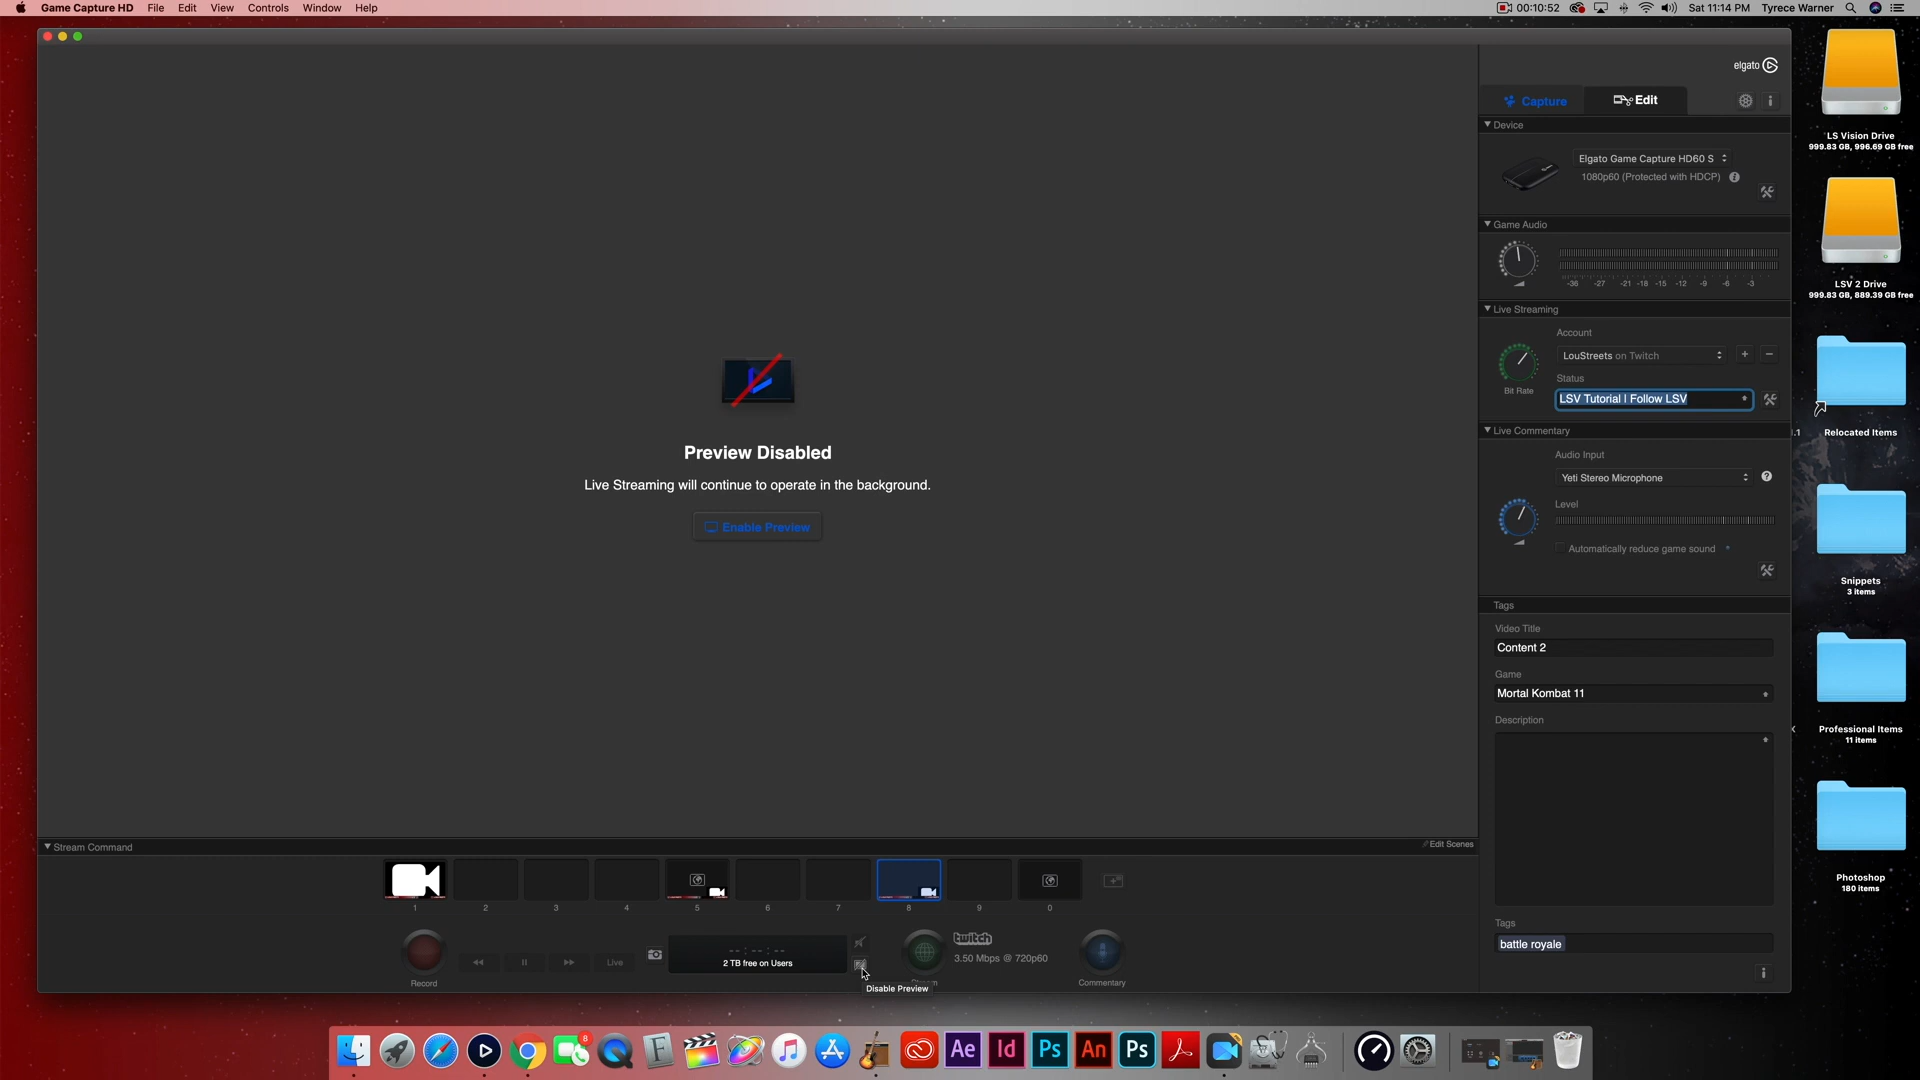 Game Capture HD File Edit View Controls Window Help
00:10:52 Sat 11:14 PM Tyrece Warner
elgato
Capture Edit
Device
Elgato Game Capture HD60 S
1080p60 (Protected with HDCP)
Game Audio
-36 -27 -21 -18 -15 -12 -9 -6 -3
Live Streaming
Account
LouStreets on Twitch
Status
Bit Rate
LSV Tutorial | Follow LSV
Live Commentary
Audio Input
Yeti Stereo Microphone
Level
Automatically reduce game sound
Tags
Video Title
Content 2
Game
Mortal Kombat 11
Description
Tags
battle royale
Preview Disabled
Live Streaming will continue to operate in the background.
Enable Preview
Stream Command
Edit Scenes
1 2 3 4 5 6 7 8 9 0
Record
Live
--:--:--
2 TB free on Users
twitch
3.50 Mbps @ 720p60
Commentary
Disable Preview
LS Vision Drive
999.83 GB, 996.69 GB free
LSV 2 Drive
999.83 GB, 889.39 GB free
Relocated Items
Snippets
3 items
Professional Items
11 items
Photoshop
180 items
8
F
Ae Id Ps An Ps